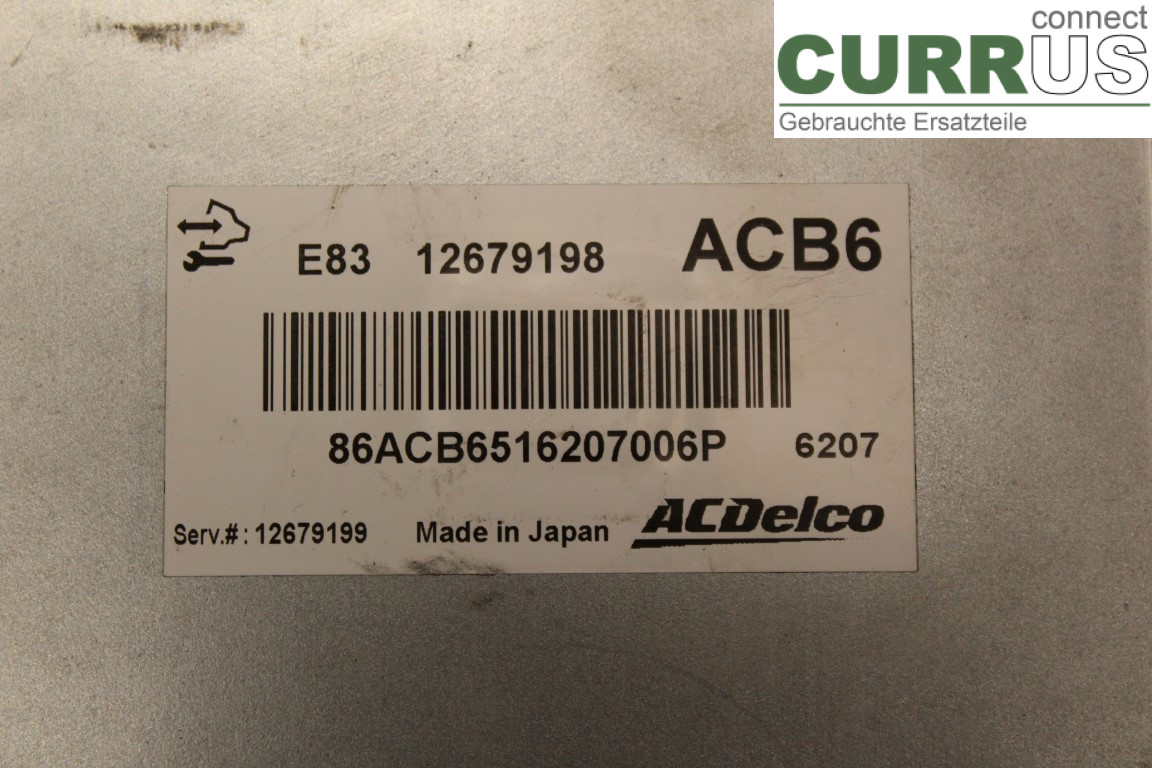 connect
CURRUS
Gebrauchte Ersatzteile
E83 12679198 ACB6
86ACB6516207006P 6207
Serv.#: 12679199 Made in Japan ACDelco